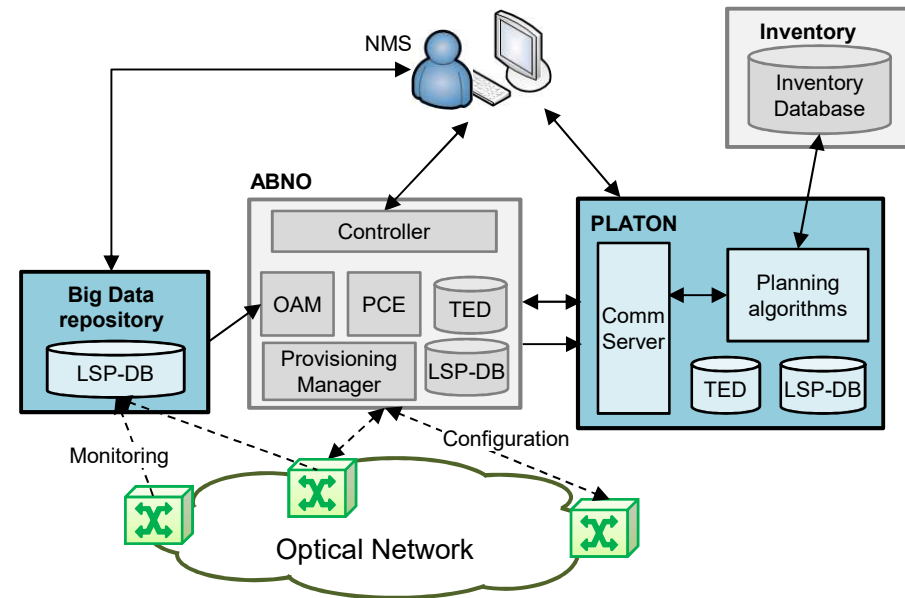 NMS
Inventory
Inventory
Database
ABNO
Controller
OAM
PCE
TED
Provisioning
Manager
LSP-DB
PLATON
Comm
Server
Planning
algorithms
TED
LSP-DB
Big Data
repository
LSP-DB
Monitoring
Configuration
Optical Network